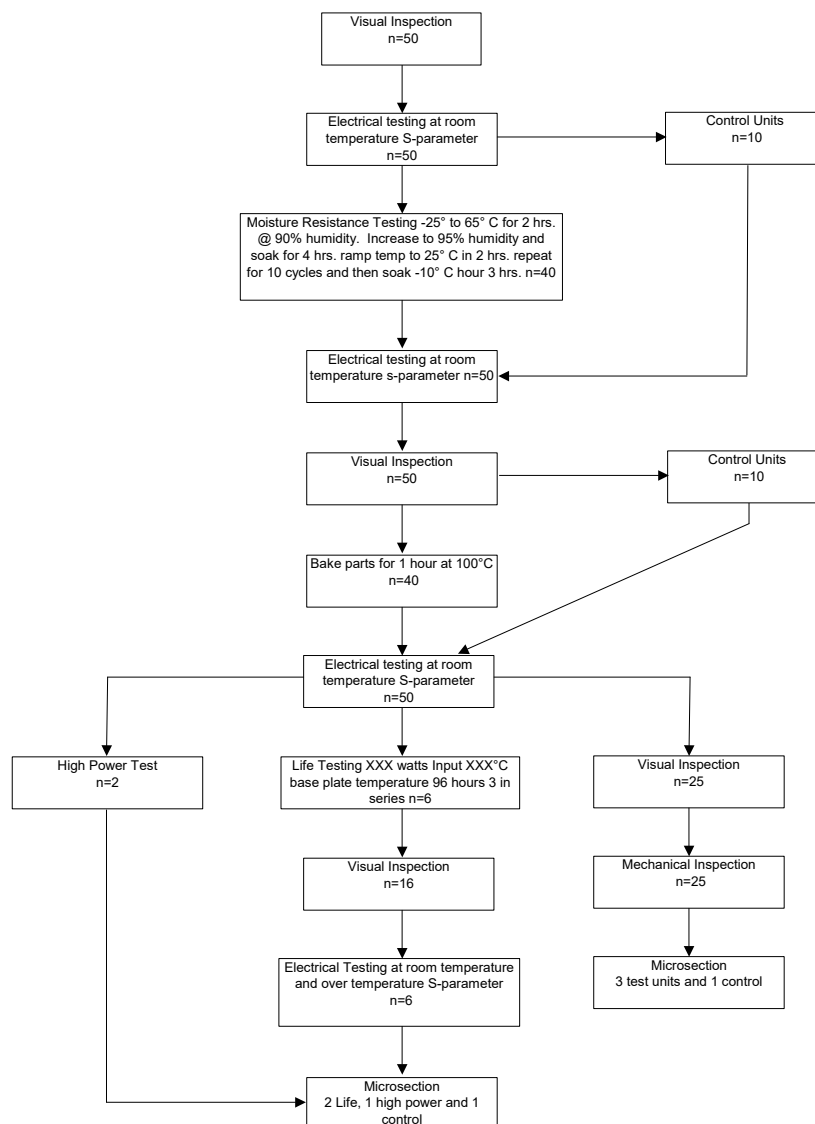 Visual Inspection
n=50
Electrical testing at room
temperature S-parameter
n=50
Control Units
n=10
Moisture Resistance Testing -25° to 65° C for 2 hrs.
@ 90% humidity.  Increase to 95% humidity and
soak for 4 hrs. ramp temp to 25° C in 2 hrs. repeat
for 10 cycles and then soak -10° C hour 3 hrs. n=40
Electrical testing at room
temperature s-parameter n=50
Visual Inspection
n=50
Control Units
n=10
Bake parts for 1 hour at 100°C
n=40
Electrical testing at room
temperature S-parameter
n=50
High Power Test
n=2
Life Testing XXX watts Input XXX°C
base plate temperature 96 hours 3 in
series n=6
Visual Inspection
n=25
Visual Inspection
n=16
Mechanical Inspection
n=25
Electrical Testing at room temperature
and over temperature S-parameter
n=6
Microsection
3 test units and 1 control
Microsection
2 Life, 1 high power and 1
control